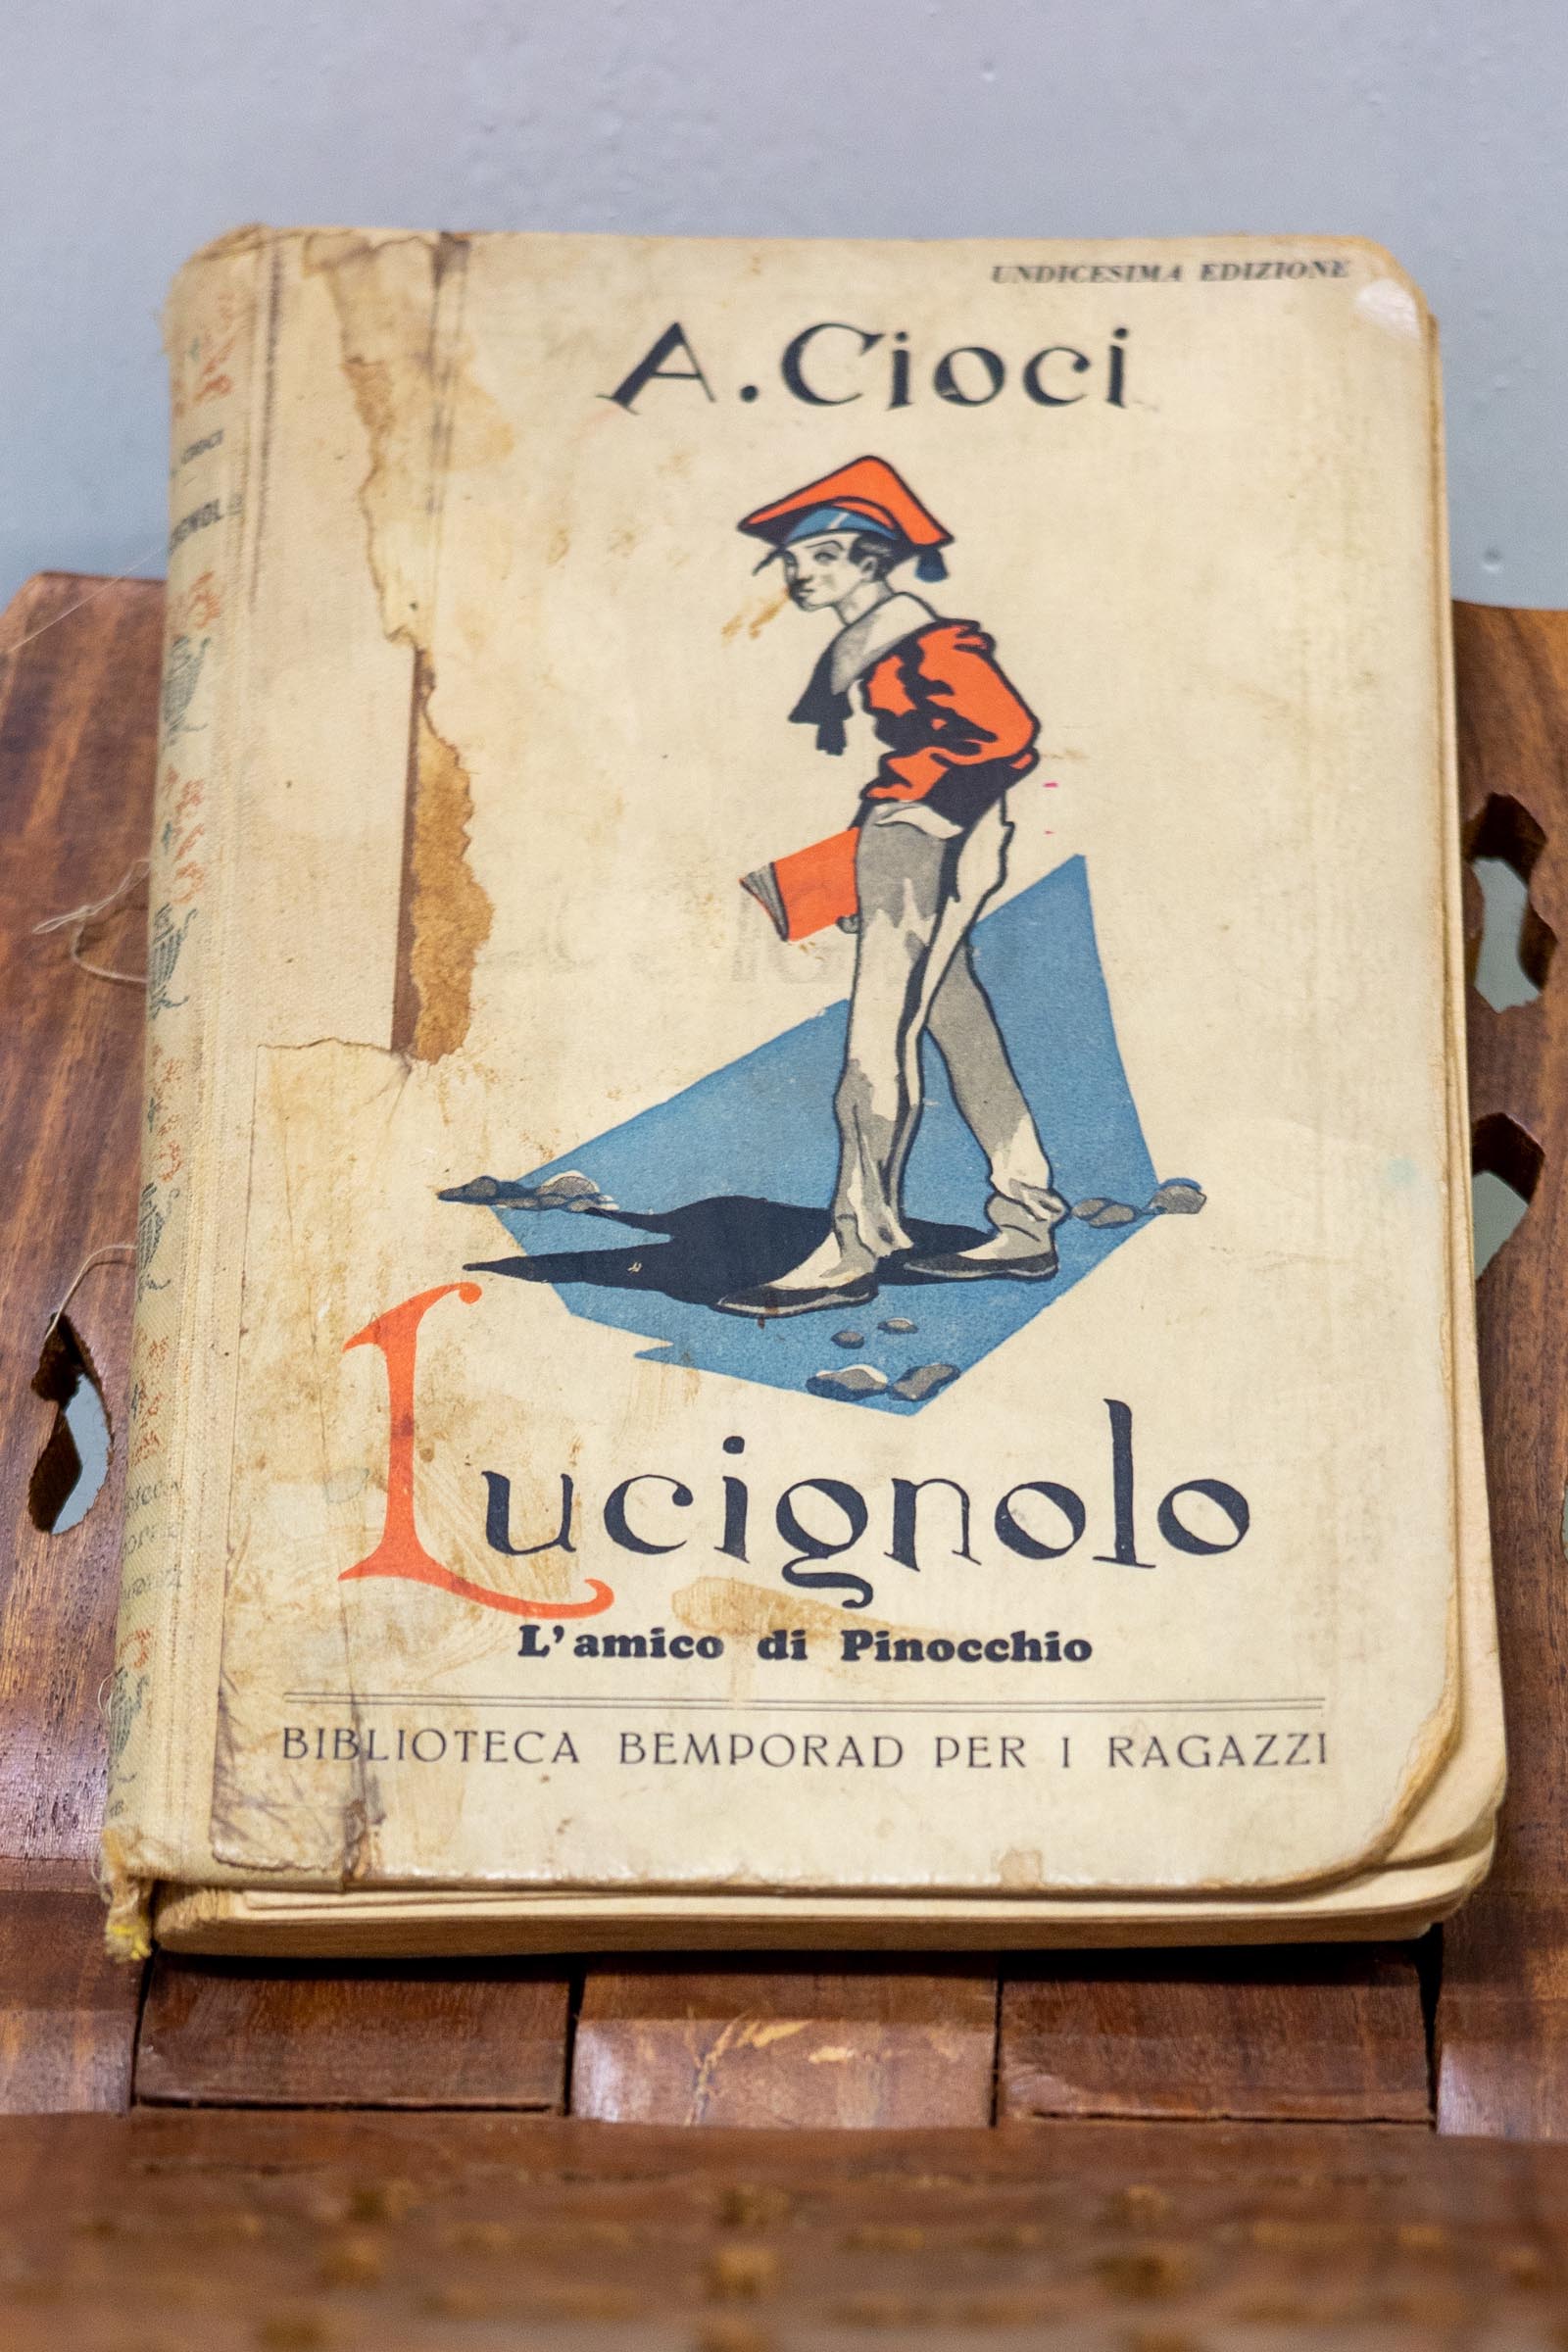 UNDICESIMA EDIZIONE
A. Cioci
Lucignolo
L'amico di Pinocchio
BIBLIOTECA BEMPORAD PER I RAGAZZI